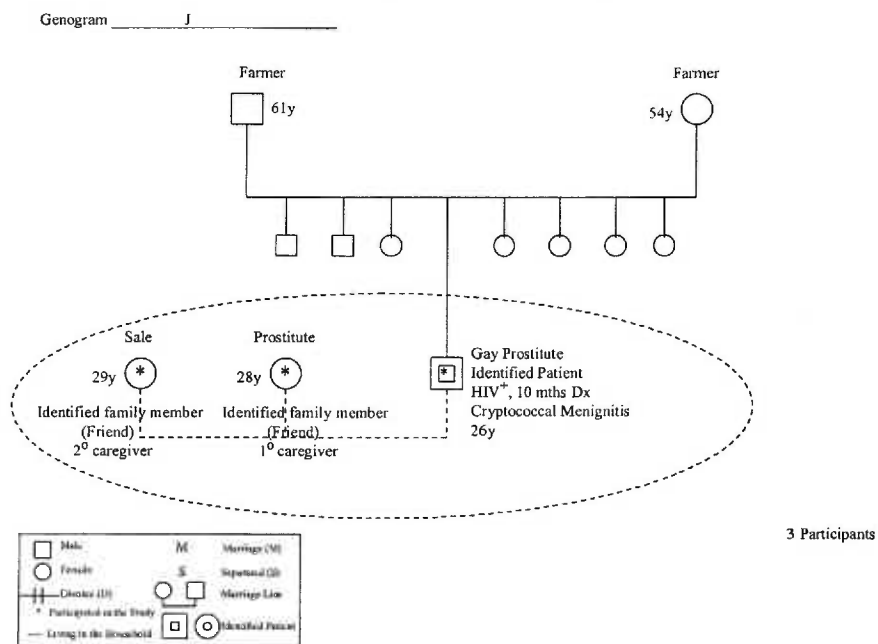 Genogram J
Farmer
Farmer
61y
54y
Sale
Prostitute
29y
*
28y
*
*
Gay Prostitute
Identified Patient
HIV+, 10 mths Dx
Cryptococcal Menignitis
26y
Identified family member
(Friend)
2° caregiver
Identified family member
(Friend)
1° caregiver
3 Participants
Male
M
Marriage (M)
Female
S
Separated (S)
Divorce (D)
Marriage Line
* Participated in the Study
Living in the Household
Identified Patient